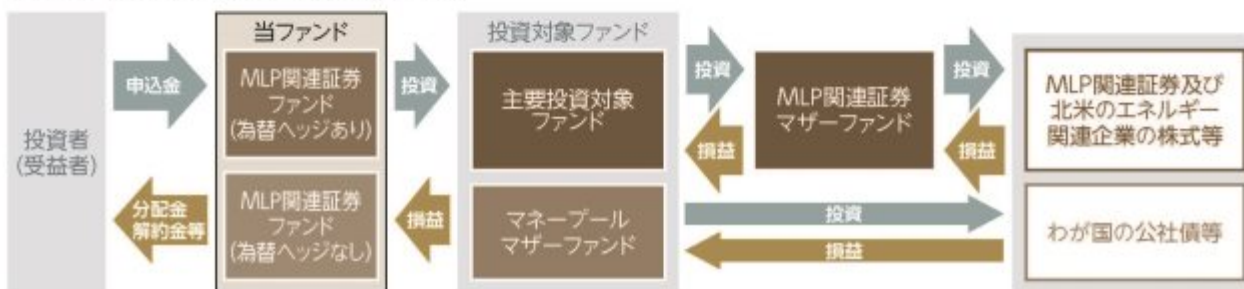 投資者
(受益者)
申込金
分配金
解約金等
当ファンド
MLP関連証券
ファンド
(為替ヘッジあり)
MLP関連証券
ファンド
(為替ヘッジなし)
投資
損益
投資対象ファンド
主要投資対象
ファンド
マネープール
マザーファンド
投資
損益
MLP関連証券
マザーファンド
投資
損益
投資
損益
MLP関連証券及び
北米のエネルギー
関連企業の株式等
わが国の公社債等